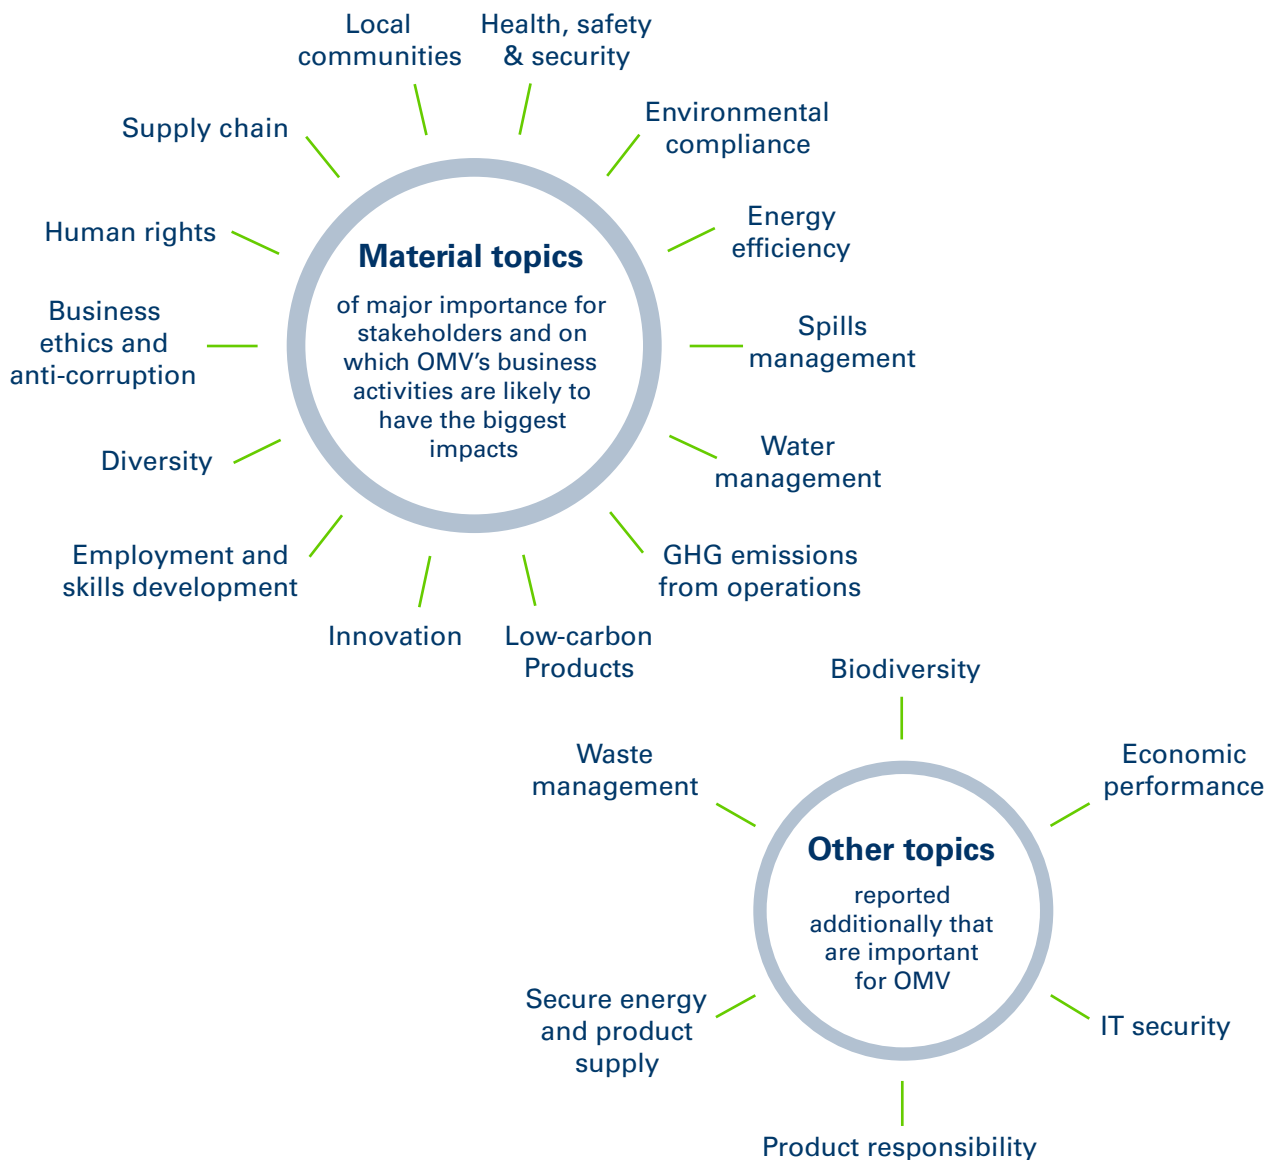 Local
communities
Health, safety
& security
Supply chain
Environmental
compliance
Human rights
Energy
efficiency
Material topics
of major importance for
stakeholders and on
which OMV's business
activities are likely to
have the biggest
impacts
Business
ethics and
anti-corruption
Spills
management
Diversity
Water
management
Employment and
skills development
GHG emissions
from operations
Innovation
Low-carbon
Products
Biodiversity
Waste
management
Economic
performance
Other topics
reported
additionally that
are important
for OMV
Secure energy
and product
supply
IT security
Product responsibility